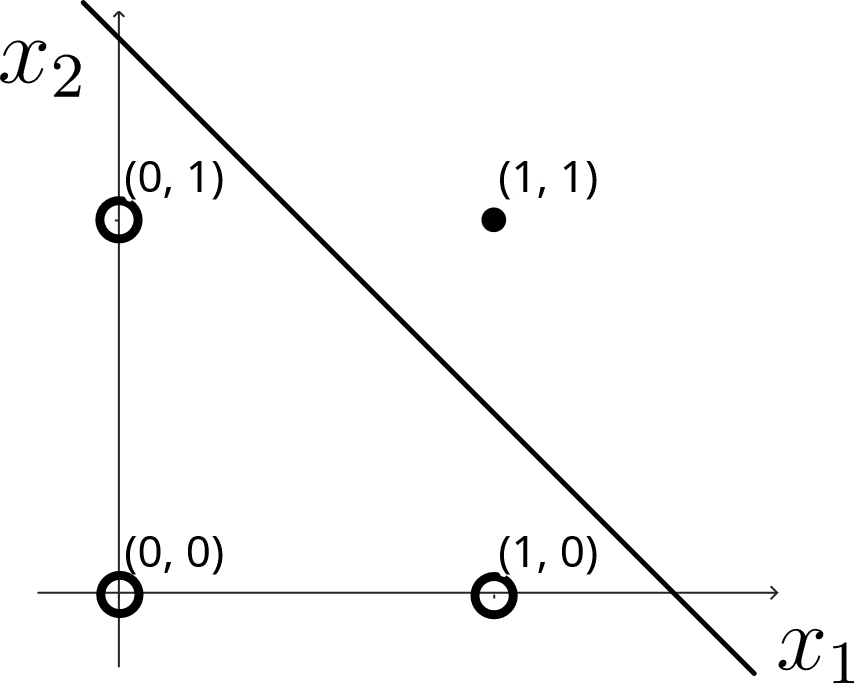 x₂
(0, 1)
(1, 1)
(0, 0)
(1, 0)
x₁